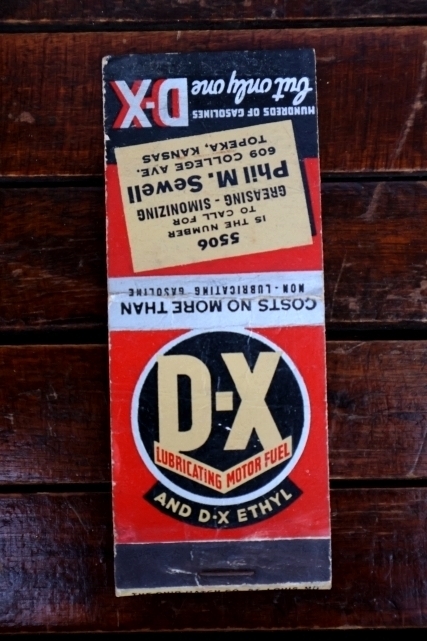 HUNDREDS OF GASOLINES
but only one
D-X
5506
IS THE NUMBER
TO CALL FOR
GREASING - SIMONIZING
Phil M. Sewell
609 COLLEGE AVE.
TOPEKA, KANSAS
COSTS NO MORE THAN
NON-LUBRICATING GASOLINE
D-X
LUBRICATING MOTOR FUEL
AND D-X ETHYL